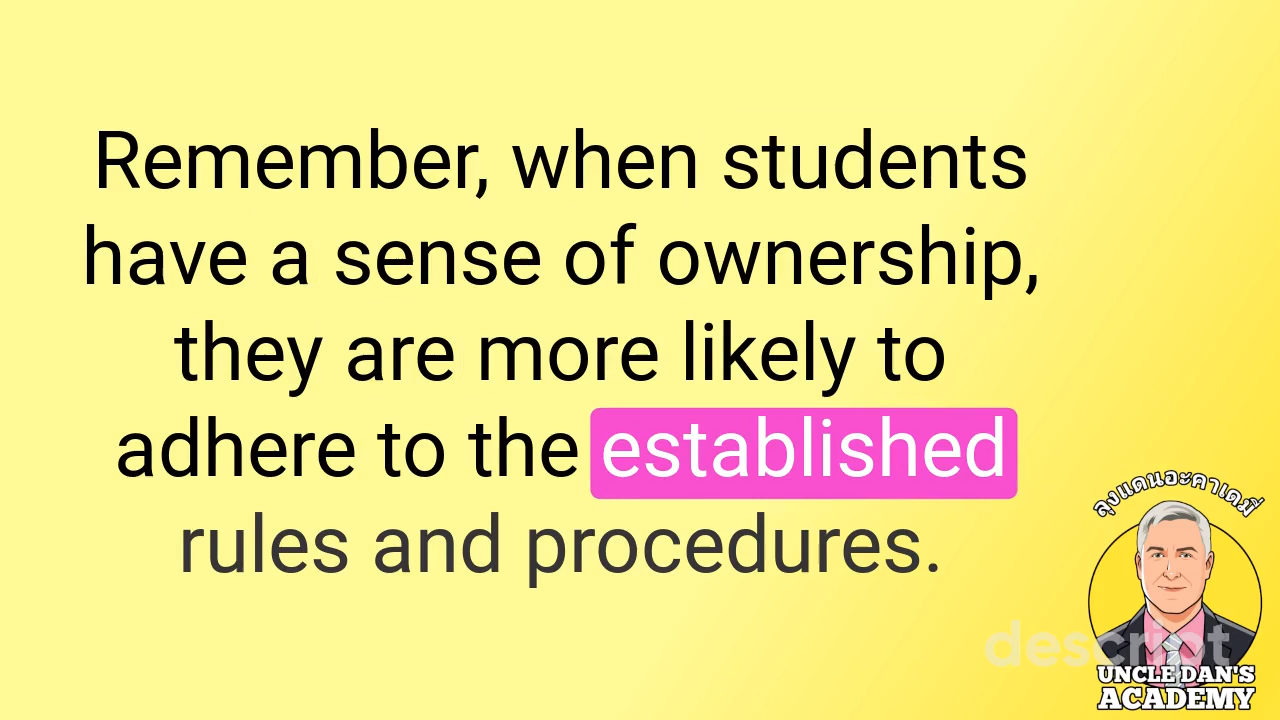 Remember, when students
have a sense of ownership,
they are more likely to
adhere to the established
rules and procedures.
ลุงแดนอะคาเดมี่
descript
UNCLE DAN'S
ACADEMY